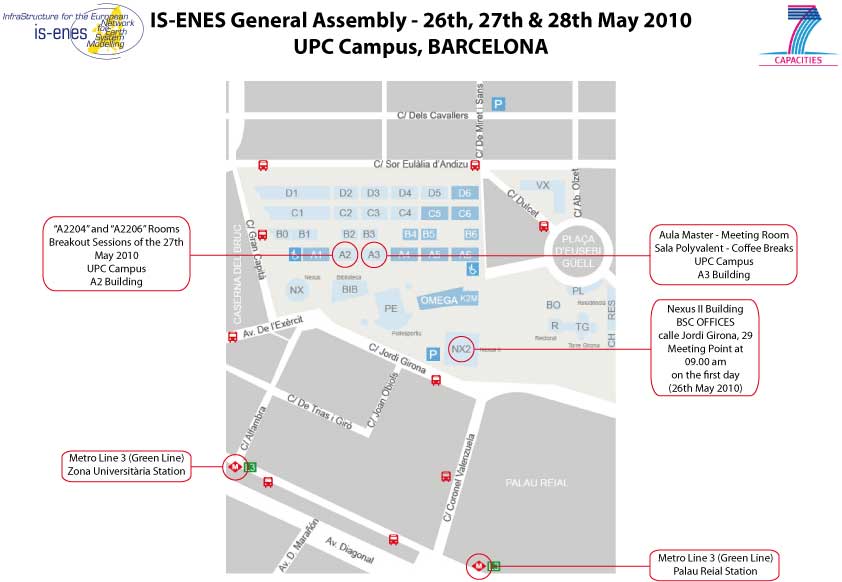 InfraStructure for the European
Network
for Earth
System
Modelling
is-enes
IS-ENES General Assembly - 26th, 27th & 28th May 2010
UPC Campus, BARCELONA
7
CAPACITIES
P
C/ Dels Cavallers
C/ De Miret i Sans
C/ Sor Eulàlia d'Andizu
C/ Dulcet
C/ Ab. Olzet
VX
D1 D2 D3 D4 D5 D6
C1 C2 C3 C4 C5 C6
B0 B1 B2 B3 B4 B5 B6
A1 A2 A3 A4 A5 A6
C/ Gran Capità
CASERNA DEL BRUC
PLAÇA
D'EUSEBI
GÜELL
"A2204" and "A2206" Rooms
Breakout Sessions of the 27th
May 2010
UPC Campus
A2 Building
Aula Master - Meeting Room
Sala Polyvalent - Coffee Breaks
UPC Campus
A3 Building
Nexus
NX
Biblioteca
BIB
OMEGA K2M
PE
Poliesportiu
PL
Residència
BO
R
TG
Rectorat
Torre Girona
CH RES
NX2
Nexus II
P
Nexus II Building
BSC OFFICES
calle Jordi Girona, 29
Meeting Point at
09.00 am
on the first day
(26th May 2010)
Av. De l'Exèrcit
C/ Jordi Girona
C/ Joan Obiols
C/ De Trias i Giró
C/ Alfambra
C/ Coronel Valenzuela
PALAU REIAL
Metro Line 3 (Green Line)
Zona Universitària Station
M
Av. D. Marañón
Av. Diagonal
M
Metro Line 3 (Green Line)
Palau Reial Station